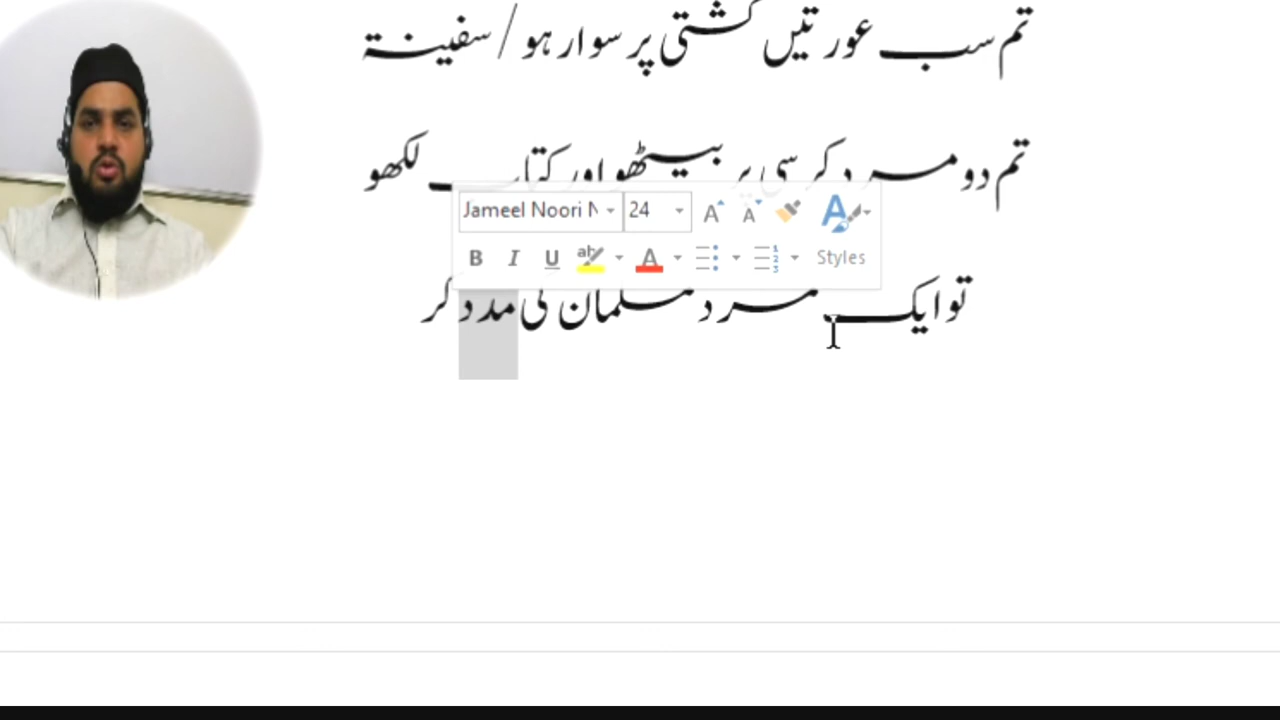 تم سب عورتیں کشتی پر سوار ہو / سفینۃ
تم دو مرد کرسی پر بیٹھو اور کتاب لکھو
Jameel Noori N 24
B I U Styles
تو ایک مرد مسلمان کی مدد کر